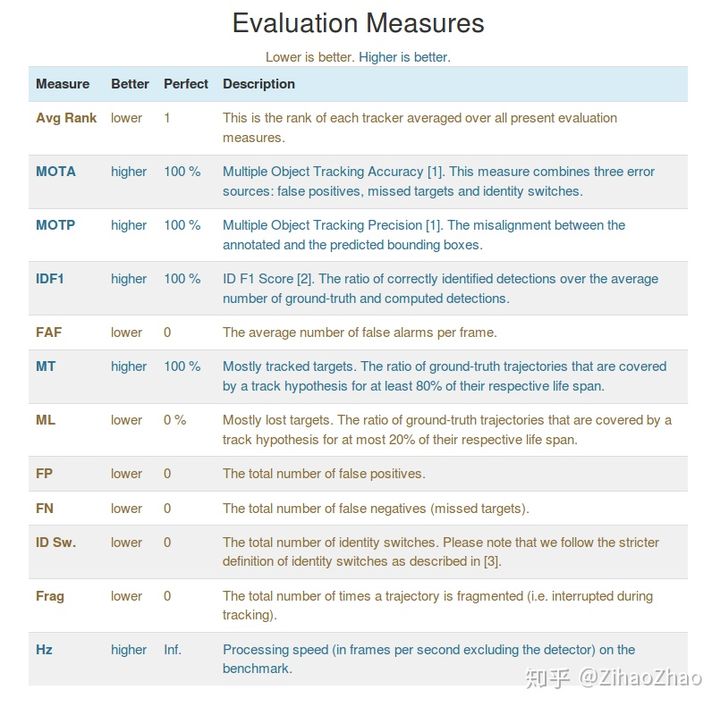 Evaluation Measures
Lower is better. Higher is better.
Measure Better Perfect Description
Avg Rank lower 1 This is the rank of each tracker averaged over all present evaluation
measures.
MOTA higher 100 % Multiple Object Tracking Accuracy [1]. This measure combines three error
sources: false positives, missed targets and identity switches.
MOTP higher 100 % Multiple Object Tracking Precision [1]. The misalignment between the
annotated and the predicted bounding boxes.
IDF1 higher 100 % ID F1 Score [2]. The ratio of correctly identified detections over the average
number of ground-truth and computed detections.
FAF lower 0 The average number of false alarms per frame.
MT higher 100 % Mostly tracked targets. The ratio of ground-truth trajectories that are covered
by a track hypothesis for at least 80% of their respective life span.
ML lower 0 % Mostly lost targets. The ratio of ground-truth trajectories that are covered by a
track hypothesis for at most 20% of their respective life span.
FP lower 0 The total number of false positives.
FN lower 0 The total number of false negatives (missed targets).
ID Sw. lower 0 The total number of identity switches. Please note that we follow the stricter
definition of identity switches as described in [3].
Frag lower 0 The total number of times a trajectory is fragmented (i.e. interrupted during
tracking).
Hz higher Inf. Processing speed (in frames per second excluding the detector) on the
benchmark.
知乎 @ZihaoZhao